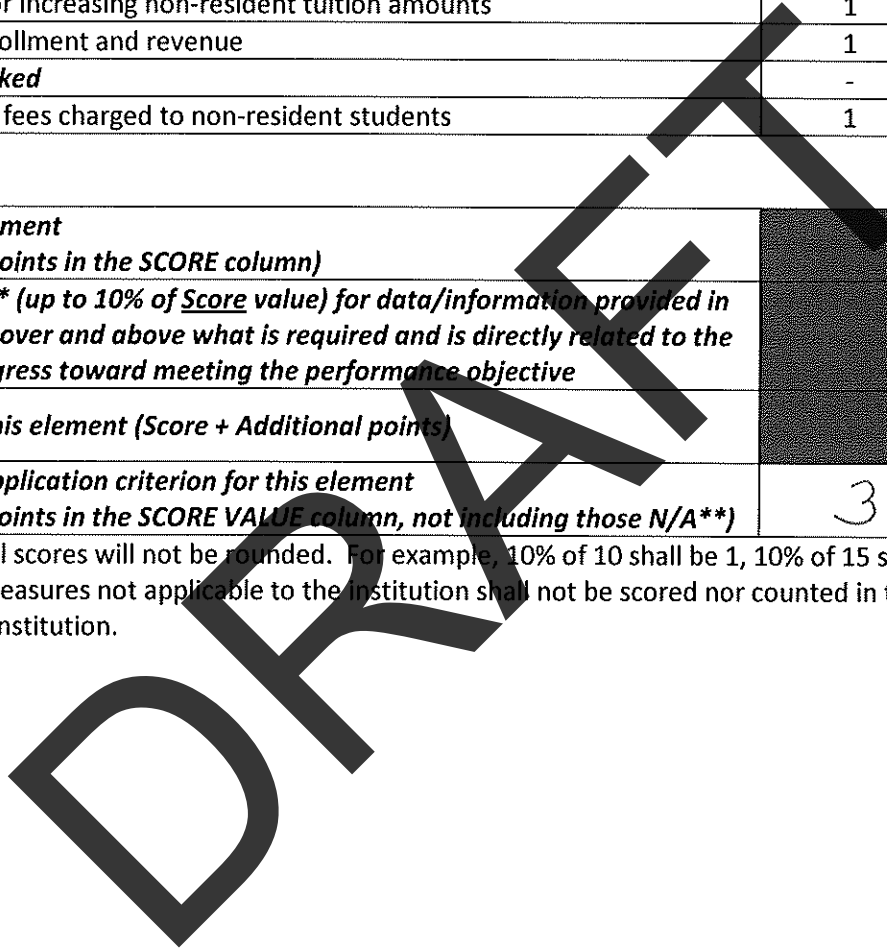 r increasing non-resident tuition amounts 1
ollment and revenue 1
ked -
fees charged to non-resident students 1
ment
oints in the SCORE column)
* (up to 10% of Score value) for data/information provided in
over and above what is required and is directly related to the
gress toward meeting the performance objective
is element (Score + Additional points)
plication criterion for this element
oints in the SCORE VALUE column, not including those N/A**) 3
l scores will not be rounded. For example, 10% of 10 shall be 1, 10% of 15 s
easures not applicable to the institution shall not be scored nor counted in t
nstitution.
DRAFT